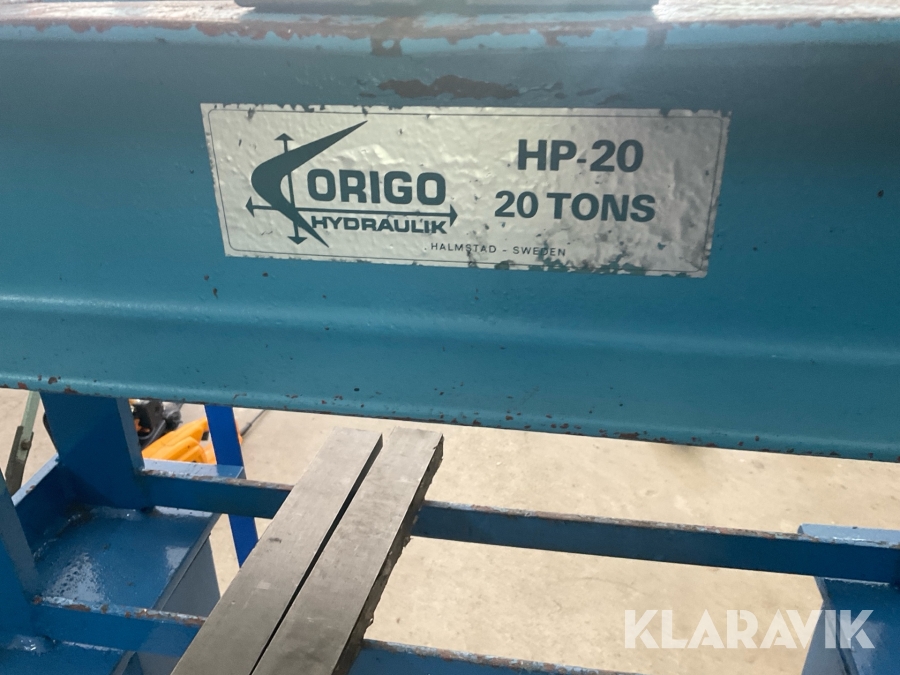 ORIGO
HYDRAULIK
HP-20
20 TONS
HALMSTAD - SWEDEN
KLARAVIK